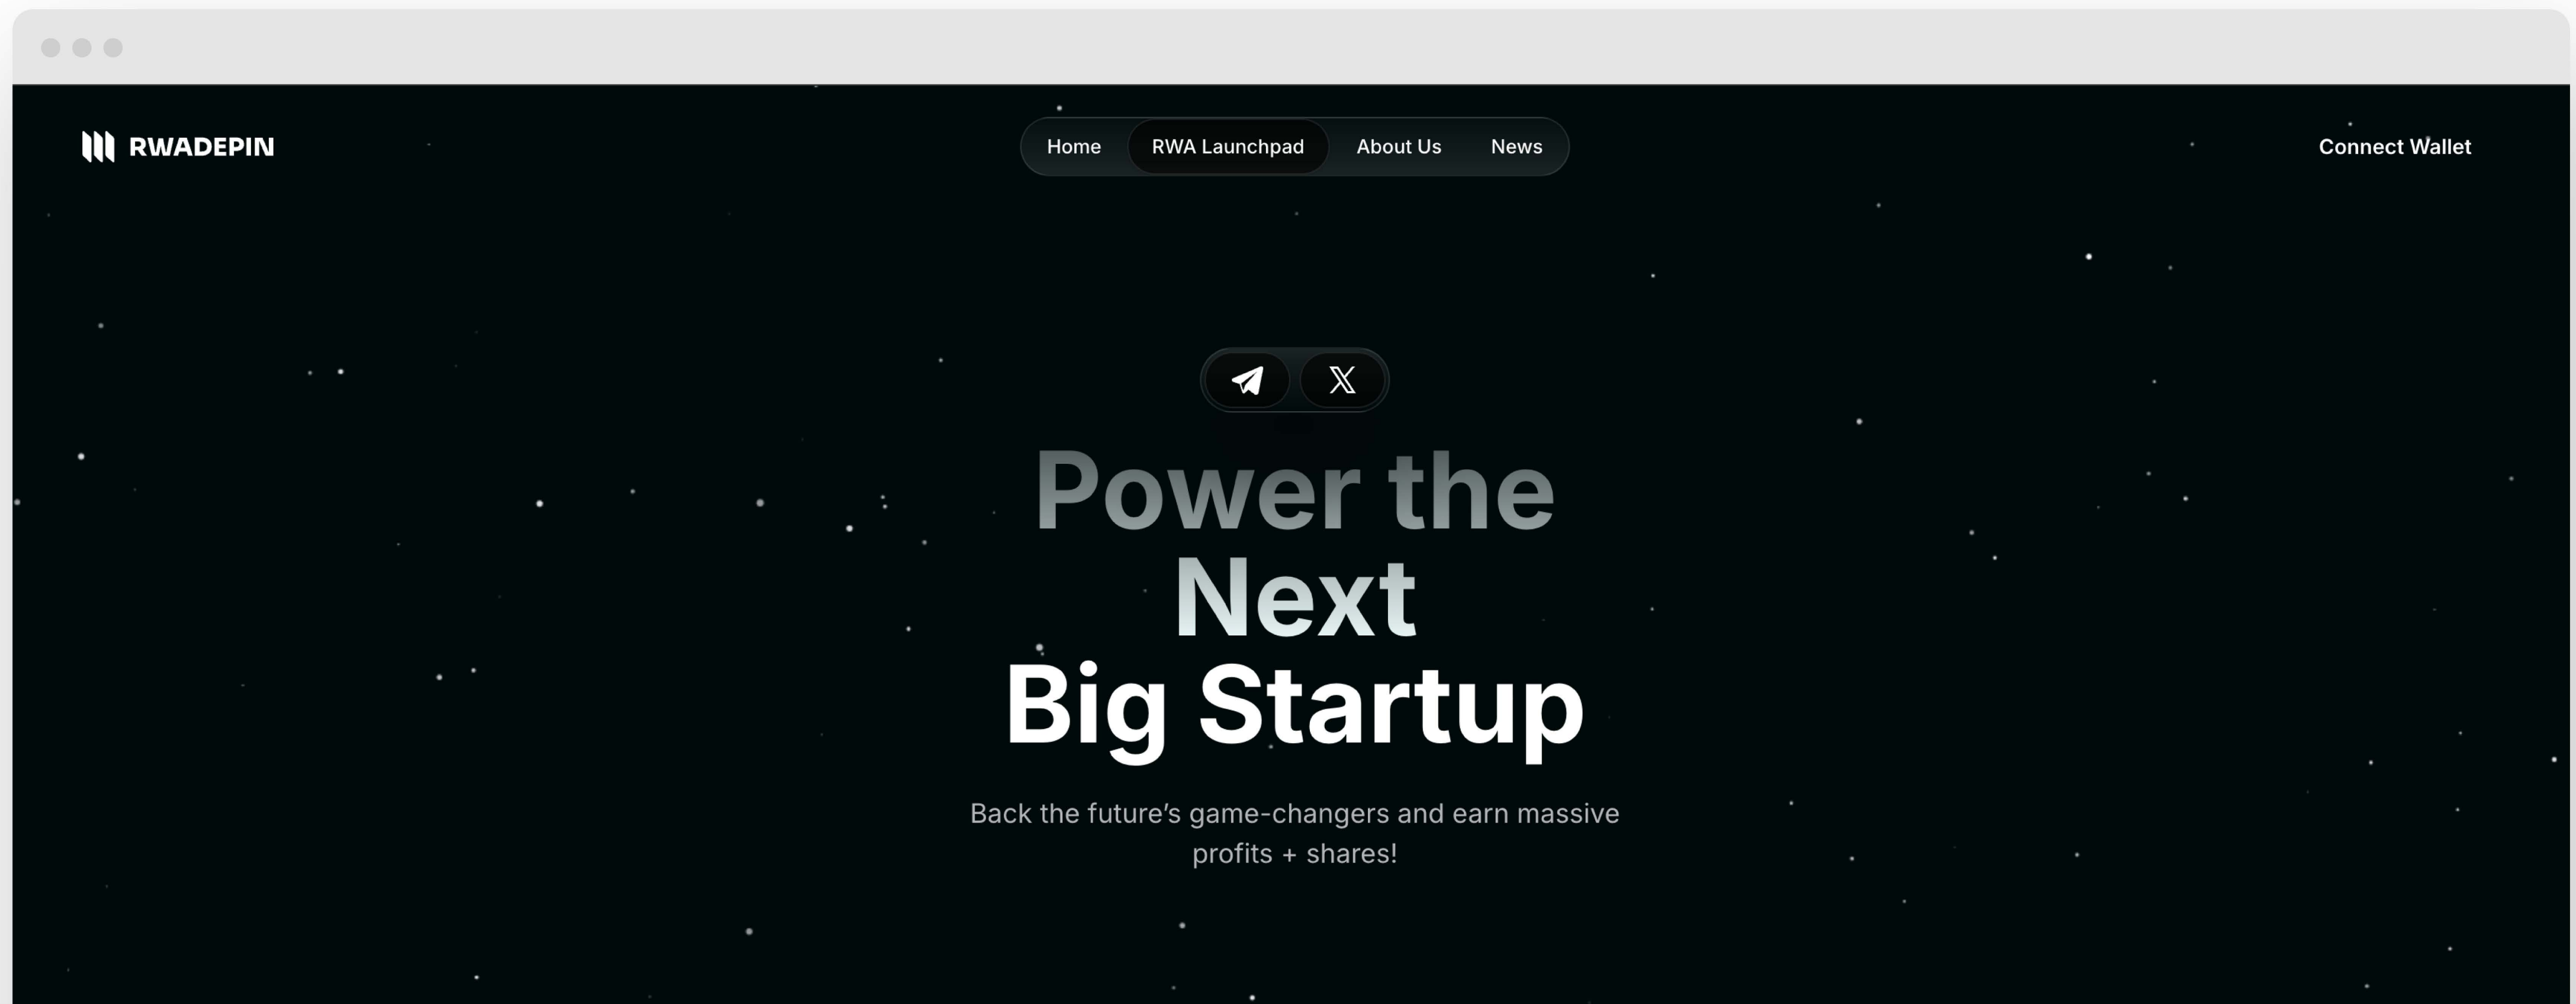 RWADEPIN
Home
RWA Launchpad
About Us
News
Connect Wallet
Power the
Next
Big Startup
Back the future’s game-changers and earn massive
profits + shares!